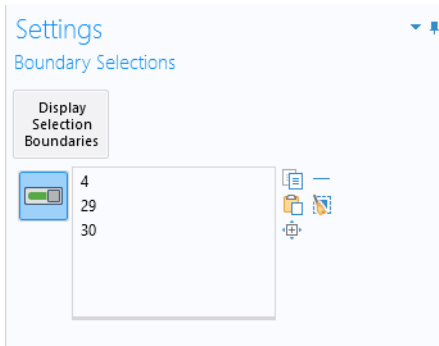 Settings
Boundary Selections
Display
Selection
Boundaries
4
29
30